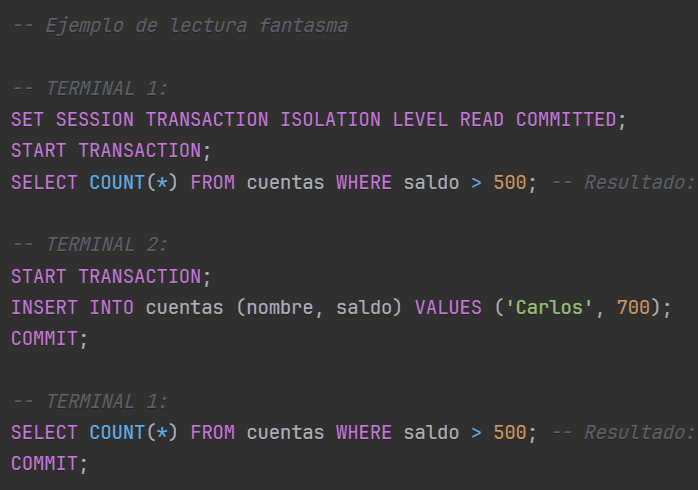 -- Ejemplo de lectura fantasma
-- TERMINAL 1:
SET SESSION TRANSACTION ISOLATION LEVEL READ COMMITTED;
START TRANSACTION;
SELECT COUNT(*) FROM cuentas WHERE saldo > 500; -- Resultado:
-- TERMINAL 2:
START TRANSACTION;
INSERT INTO cuentas (nombre, saldo) VALUES ('Carlos', 700);
COMMIT;
-- TERMINAL 1:
SELECT COUNT(*) FROM cuentas WHERE saldo > 500; -- Resultado:
COMMIT;